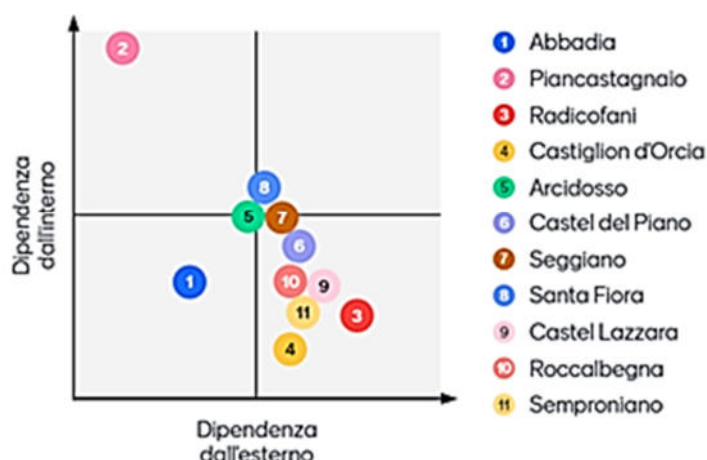 2
8
5 7
6
1 10 9
11 3
4
Dipendenza
dall'interno
Dipendenza
dall'esterno
1 Abbadia
2 Piancastagnaio
3 Radicofani
4 Castiglion d'Orcia
5 Arcidosso
6 Castel del Piano
7 Seggiano
8 Santa Fiora
9 Castel Lazzara
10 Roccalbegna
11 Semproniano